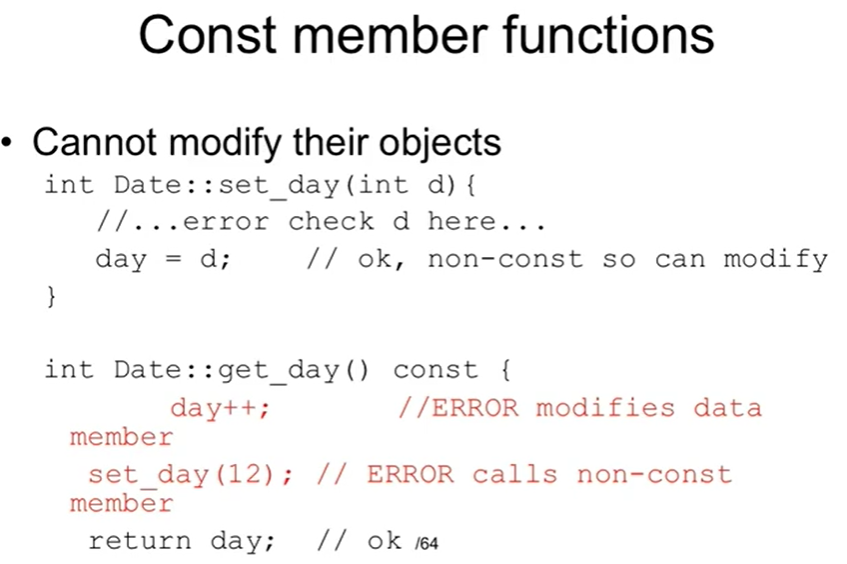 Const member functions
• Cannot modify their objects
int Date::set_day(int d){
//...error check d here...
day = d; // ok, non-const so can modify
}
int Date::get_day() const {
day++; //ERROR modifies data
member
set_day(12); // ERROR calls non-const
member
return day; // ok /64